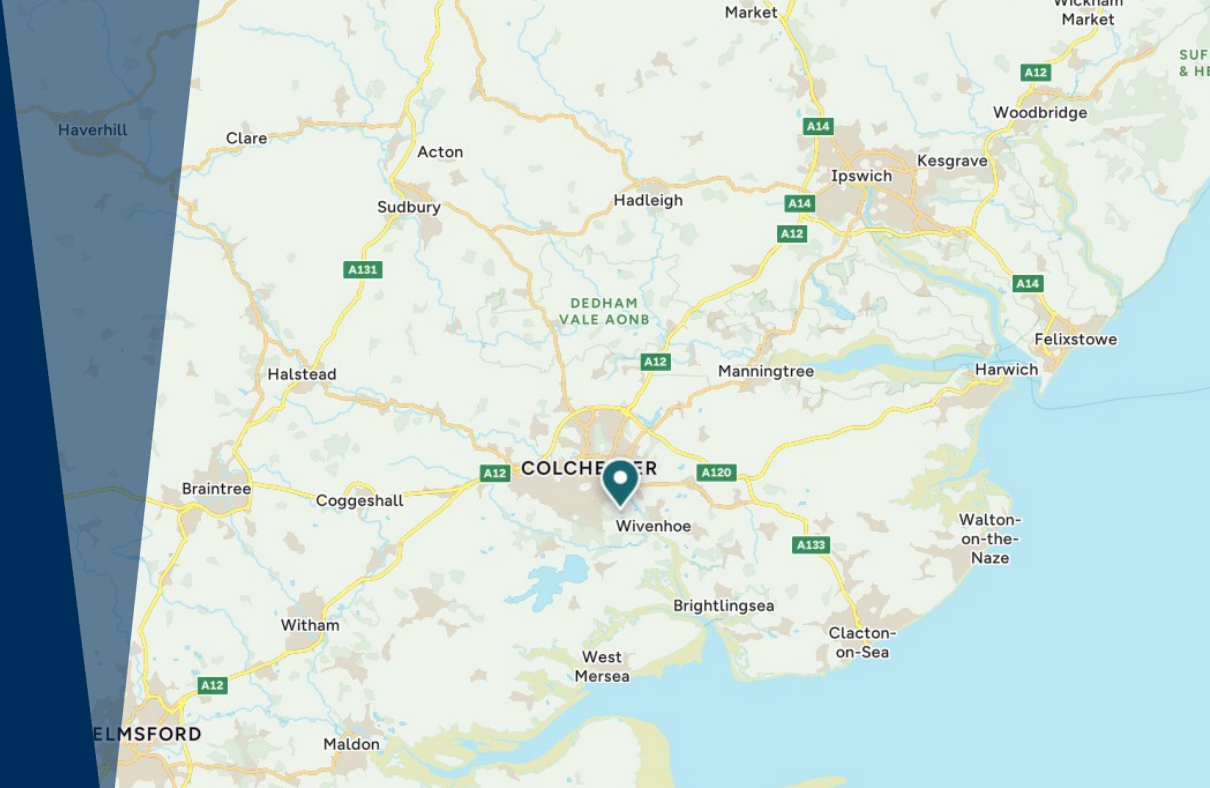 Wickham
Market
Market
SUF
& HE
A12
Woodbridge
A14
Haverhill
Clare
Acton
Kesgrave
Ipswich
Hadleigh
A14
Sudbury
A12
A131
A14
DEDHAM
VALE AONB
Felixstowe
A12
Manningtree
Harwich
Halstead
COLCHE ER
A12
A120
Braintree
Coggeshall
Wivenhoe
Walton-
on-the-
Naze
A133
Brightlingsea
Witham
Clacton-
on-Sea
West
Mersea
A12
ELMSFORD
Maldon